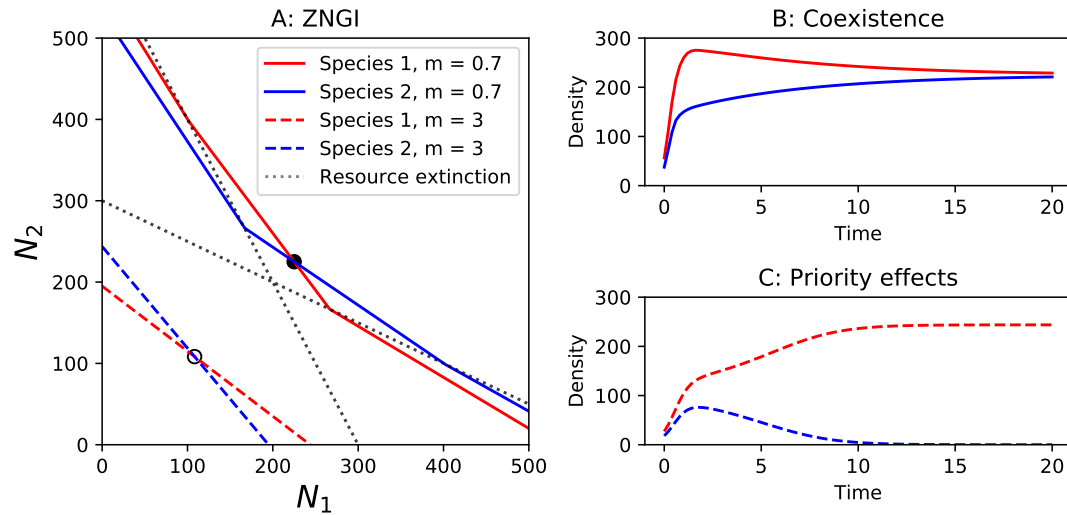 A: ZNGI
500
400
300
200
100
0
N2
0
100
200
300
400
500
N1
Species 1, m = 0.7
Species 2, m = 0.7
Species 1, m = 3
Species 2, m = 3
Resource extinction
B: Coexistence
300
200
100
0
Density
0
5
10
15
20
Time
C: Priority effects
300
200
100
0
Density
0
5
10
15
20
Time